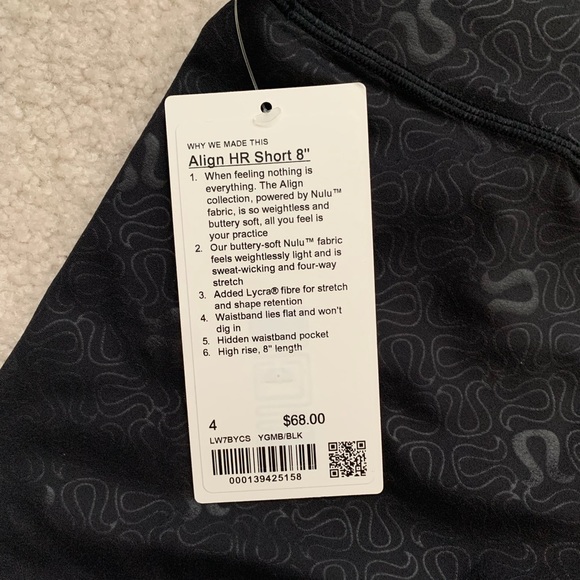 WHY WE MADE THIS
Align HR Short 8"
1. When feeling nothing is
everything. The Align
collection, powered by Nulu™
fabric, is so weightless and
buttery soft, all you feel is
your practice
2. Our buttery-soft Nulu™ fabric
feels weightlessly light and is
sweat-wicking and four-way
stretch
3. Added Lycra® fibre for stretch
and shape retention
4. Waistband lies flat and won't
dig in
5. Hidden waistband pocket
6. High rise, 8" length
4 $68.00
LW7BYCS YGMB/BLK
000139425158